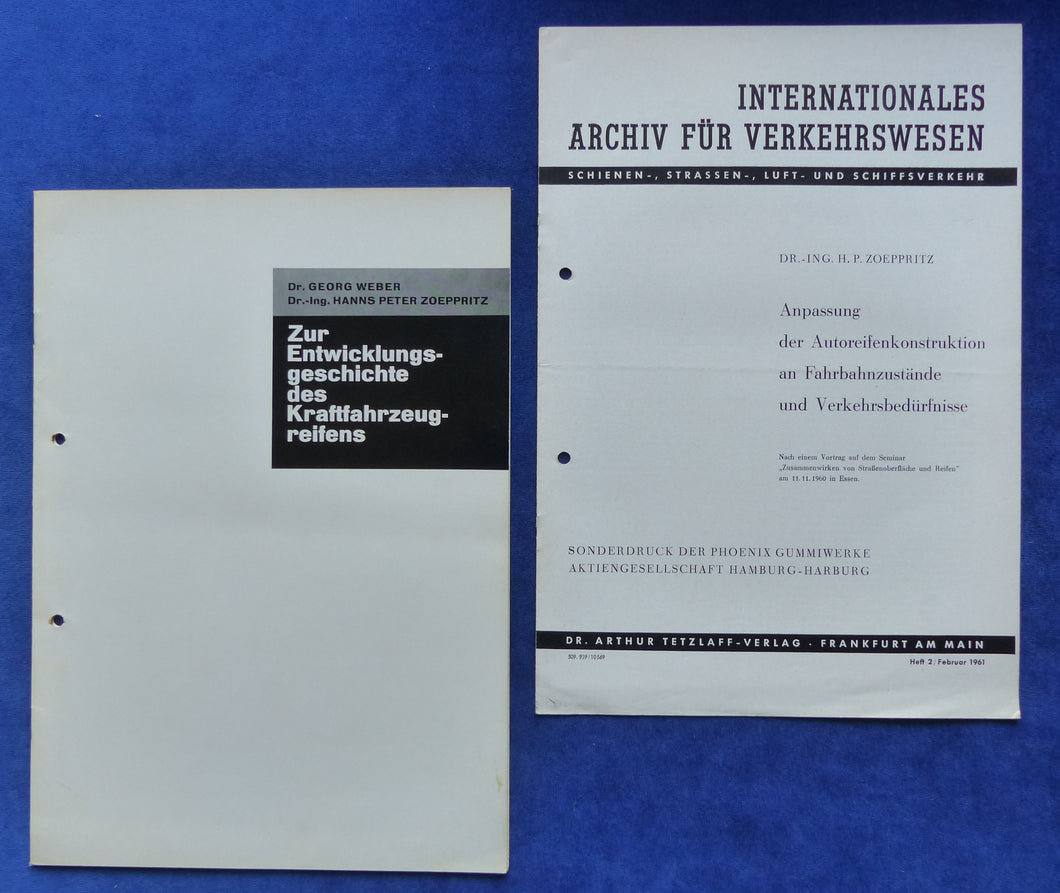 Dr. GEORG WEBER
Dr.-Ing. HANNS PETER ZOEPPRITZ
Zur
Entwicklungs-
geschichte
des
Kraftfahrzeug-
reifens
INTERNATIONALES
ARCHIV FÜR VERKEHRSWESEN
SCHIENEN-, STRASSEN-, LUFT- UND SCHIFFSVERKEHR
DR.-ING. H. P. ZOEPPRITZ
Anpassung
der Autoreifenkonstruktion
an Fahrbahnzustände
und Verkehrsbedürfnisse
Nach einem Vortrag auf dem Seminar
„Zusammenwirken von Straßenoberfläche und Reifen"
am 11. 11. 1960 in Essen.
SONDERDRUCK DER PHOENIX GUMMIWERKE
AKTIENGESELLSCHAFT HAMBURG-HARBURG
DR. ARTHUR TETZLAFF-VERLAG · FRANKFURT AM MAIN
509. 939/10569
Heft 2/Februar 1961